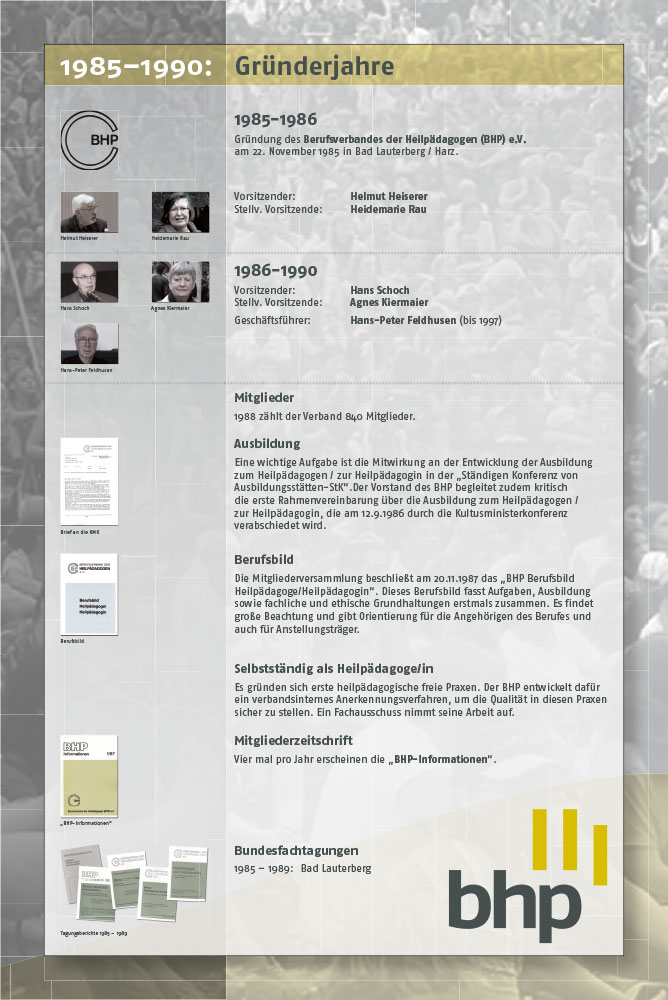 1985–1990: Gründerjahre
BHP
1985–1986
Gründung des Berufsverbandes der Heilpädagogen (BHP) e.V.
am 22. November 1985 in Bad Lauterberg / Harz.
Vorsitzender: Helmut Heiserer
Stellv. Vorsitzende: Heidemarie Rau
Helmut Heiserer
Heidemarie Rau
1986–1990
Vorsitzender: Hans Schoch
Stellv. Vorsitzende: Agnes Kiermaier
Geschäftsführer: Hans-Peter Feldhusen (bis 1997)
Hans Schoch
Agnes Kiermaier
Hans-Peter Feldhusen
Mitglieder
1988 zählt der Verband 840 Mitglieder.
Ausbildung
Eine wichtige Aufgabe ist die Mitwirkung an der Entwicklung der Ausbildung
zum Heilpädagogen / zur Heilpädagogin in der „Ständigen Konferenz von
Ausbildungsstätten-StK“.Der Vorstand des BHP begleitet zudem kritisch
die erste Rahmenvereinbarung über die Ausbildung zum Heilpädagogen /
zur Heilpädagogin, die am 12.9.1986 durch die Kultusministerkonferenz
verabschiedet wird.
Brief an die KMK
Berufsbild
Die Mitgliederversammlung beschließt am 20.11.1987 das „BHP Berufsbild
Heilpädagoge/Heilpädagogin“. Dieses Berufsbild fasst Aufgaben, Ausbildung
sowie fachliche und ethische Grundhaltungen erstmals zusammen. Es findet
große Beachtung und gibt Orientierung für die Angehörigen des Berufes und
auch für Anstellungsträger.
HEILPÄDAGOGEN
Berufsbild
Heilpädagoge/
Heilpädagogin
Berufsbild
Selbstständig als Heilpädagoge/in
Es gründen sich erste heilpädagogische freie Praxen. Der BHP entwickelt dafür
ein verbandsinternes Anerkennungsverfahren, um die Qualität in diesen Praxen
sicher zu stellen. Ein Fachausschuss nimmt seine Arbeit auf.
Mitgliederzeitschrift
Vier mal pro Jahr erscheinen die „BHP-Informationen“.
BHP
Informationen 1/87
„BHP-Informationen“
Bundesfachtagungen
1985 – 1989: Bad Lauterberg
Tagungsberichte 1985 – 1989
bhp